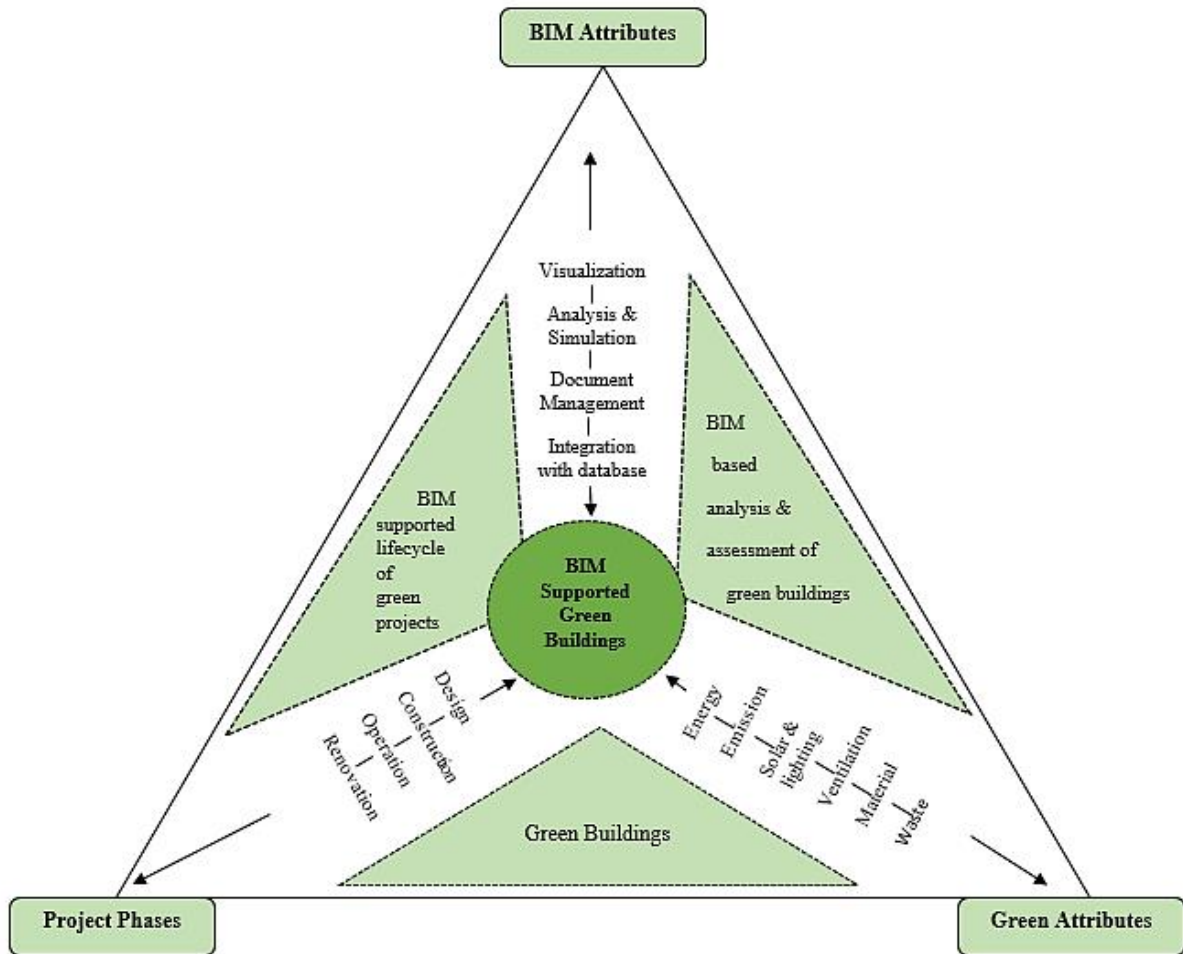 BIM Attributes
Visualization
Analysis &
Simulation
Document
Management
Integration
with database
BIM
supported
lifecycle
of
green
projects
BIM
based
analysis &
assessment of
green buildings
BIM
Supported
Green
Buildings
Design
Construction
Operation
Renovation
Energy
Emission
Solar &
lighting
Ventilation
Material
Waste
Green Buildings
Project Phases
Green Attributes